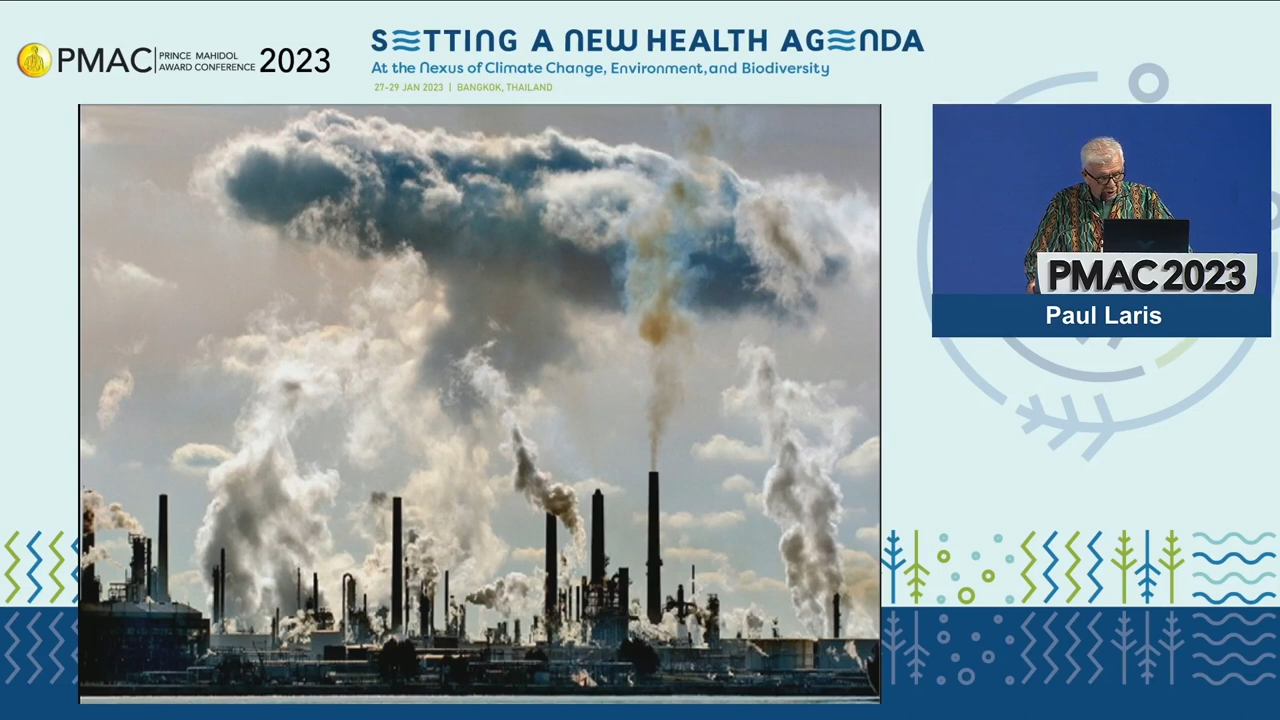 PMAC
PRINCE MAHIDOL
AWARD CONFERENCE
2023
SETTING A NEW HEALTH AGENDA
At the Nexus of Climate Change, Environment, and Biodiversity
27-29 JAN 2023 | BANGKOK, THAILAND
PMAC 2023
Paul Laris